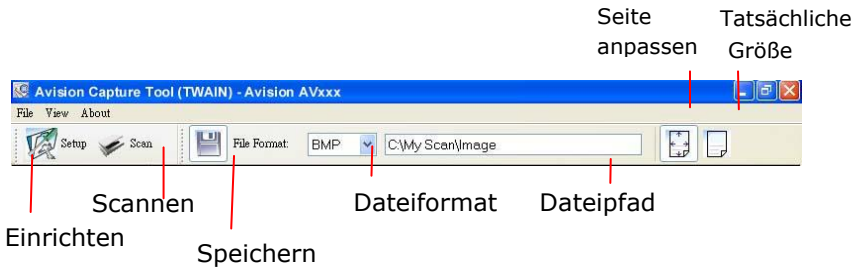 Seite Tatsächliche
anpassen Größe
Avision Capture Tool (TWAIN) - Avision AVxxx
File View About
Setup Scan File Format: BMP C:\My Scan\Image
Scannen Dateiformat Dateipfad
Einrichten
Speichern